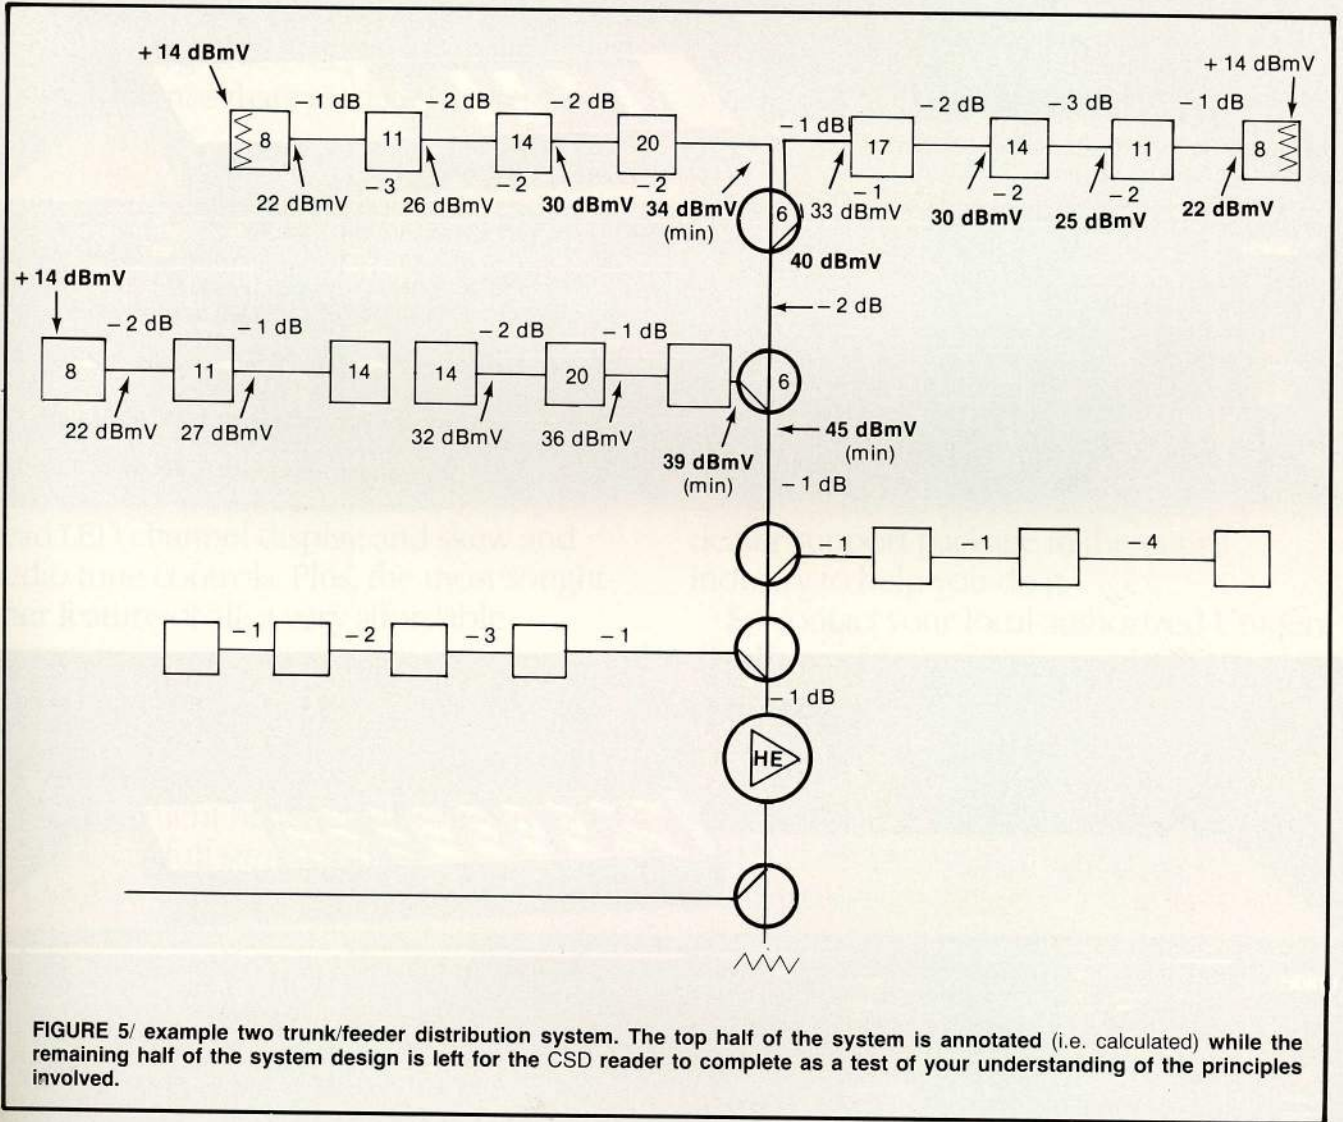 + 14 dBmV
+ 14 dBmV
− 1 dB
− 2 dB
− 2 dB
8
11
14
20
− 3
− 2
− 2
22 dBmV
26 dBmV
30 dBmV
34 dBmV
(min)
− 1 dB
− 2 dB
− 3 dB
− 1 dB
17
14
11
8
− 1
− 2
− 2
6
33 dBmV
30 dBmV
25 dBmV
22 dBmV
40 dBmV
− 2 dB
+ 14 dBmV
− 2 dB
− 1 dB
− 2 dB
− 1 dB
8
11
14
14
20
6
22 dBmV
27 dBmV
32 dBmV
36 dBmV
39 dBmV
(min)
45 dBmV
(min)
− 1 dB
− 1
− 1
− 4
− 1
− 2
− 3
− 1
− 1 dB
HE
FIGURE 5/ example two trunk/feeder distribution system. The top half of the system is annotated (i.e. calculated) while the
remaining half of the system design is left for the CSD reader to complete as a test of your understanding of the principles
involved.